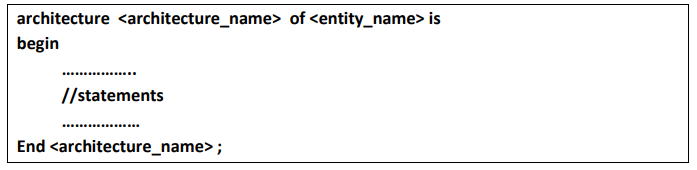 architecture <architecture_name> of <entity_name> is
begin
……………..
//statements
………………
End <architecture_name> ;